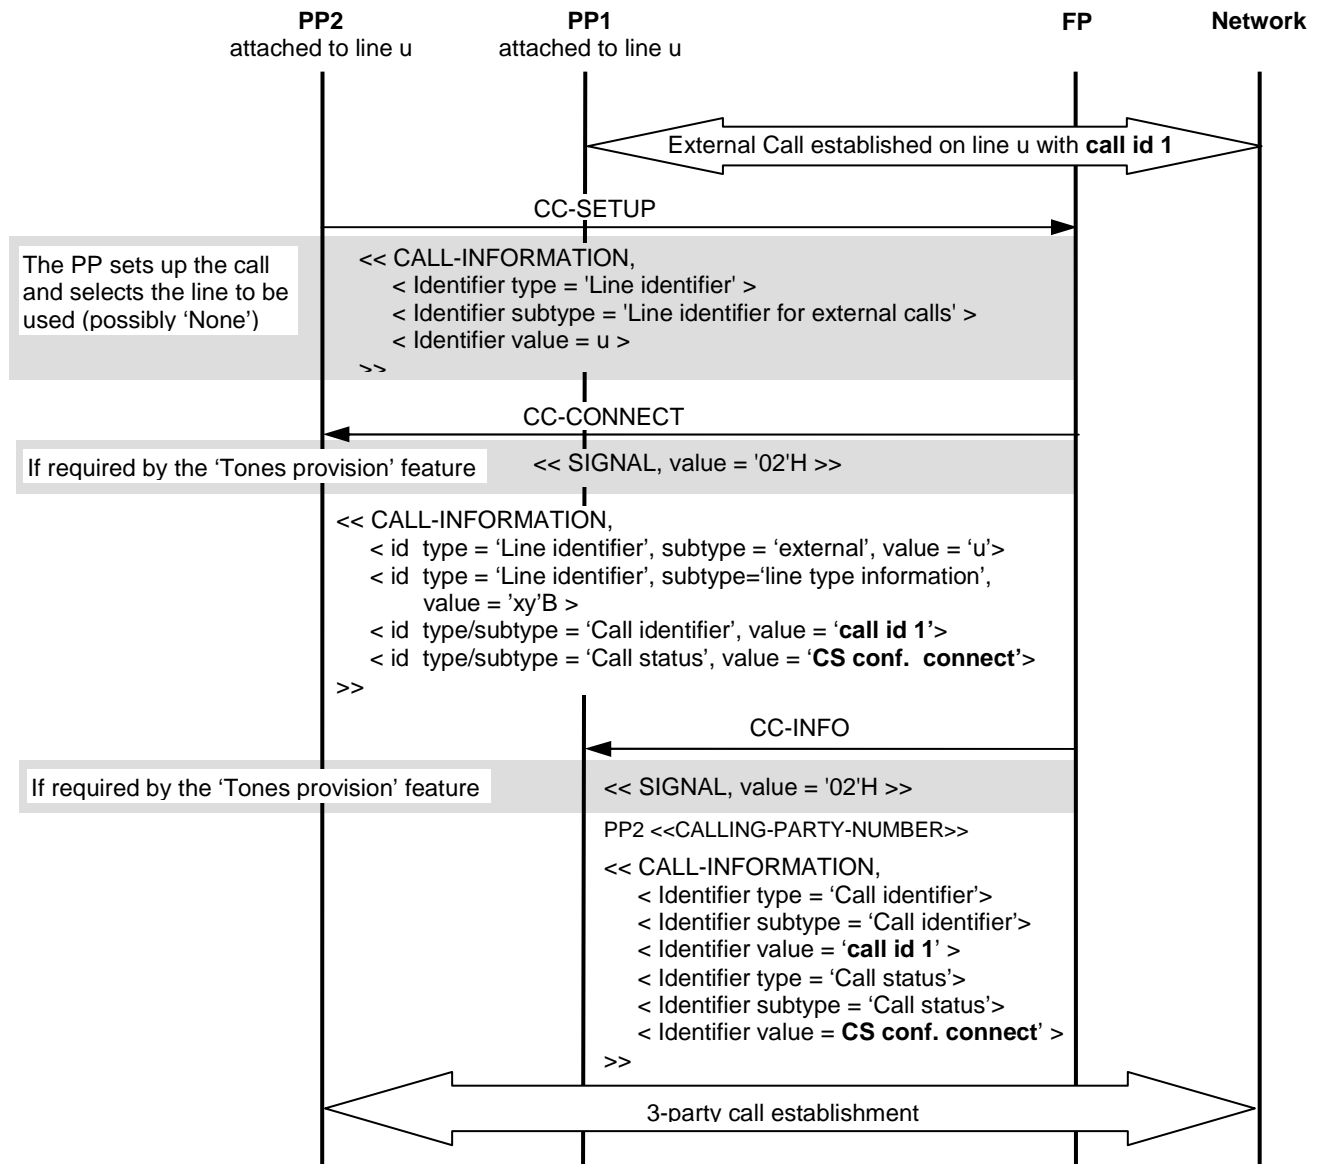 PP2
attached to line u
PP1
attached to line u
FP
Network
External Call established on line u with call id 1
CC-SETUP
The PP sets up the call
and selects the line to be
used (possibly ‘None’)
<< CALL-INFORMATION,
< Identifier type = 'Line identifier' >
< Identifier subtype = 'Line identifier for external calls' >
< Identifier value = u >
>>
CC-CONNECT
If required by the ‘Tones provision’ feature
<< SIGNAL, value = '02'H >>
<< CALL-INFORMATION,
< id type = ‘Line identifier’, subtype = ‘external’, value = ‘u’>
< id type = ‘Line identifier’, subtype=‘line type information’,
value = ’xy’B >
< id type/subtype = ‘Call identifier’, value = ‘call id 1’>
< id type/subtype = ‘Call status’, value = ‘CS conf. connect’>
>>
CC-INFO
If required by the ‘Tones provision’ feature
<< SIGNAL, value = '02'H >>
PP2 <<CALLING-PARTY-NUMBER>>
<< CALL-INFORMATION,
< Identifier type = ‘Call identifier’>
< Identifier subtype = ‘Call identifier’>
< Identifier value = ‘call id 1’ >
< Identifier type = ‘Call status’>
< Identifier subtype = ‘Call status’>
< Identifier value = CS conf. connect’ >
>>
3-party call establishment